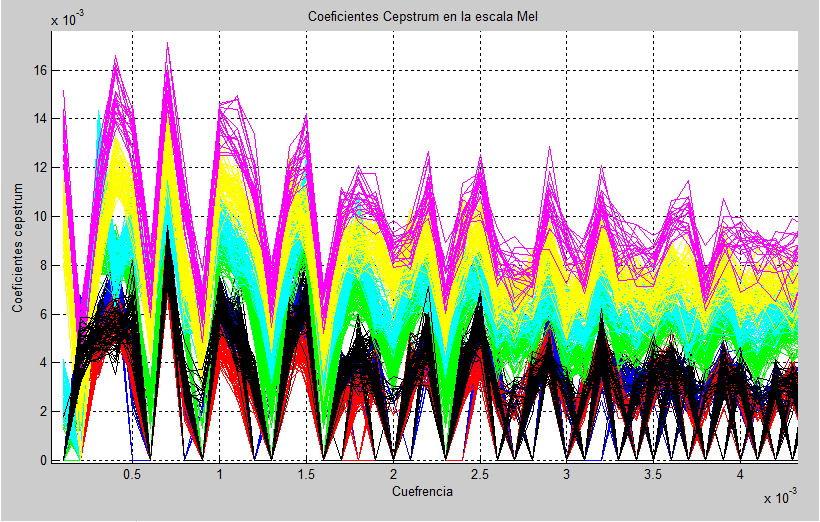 Coeficientes Cepstrum en la escala Mel
x 10⁻³
16
14
12
10
8
6
4
2
0
Coeficientes cepstrum
0.5 1 1.5 2 2.5 3 3.5 4
Cuefrencia
x 10⁻³